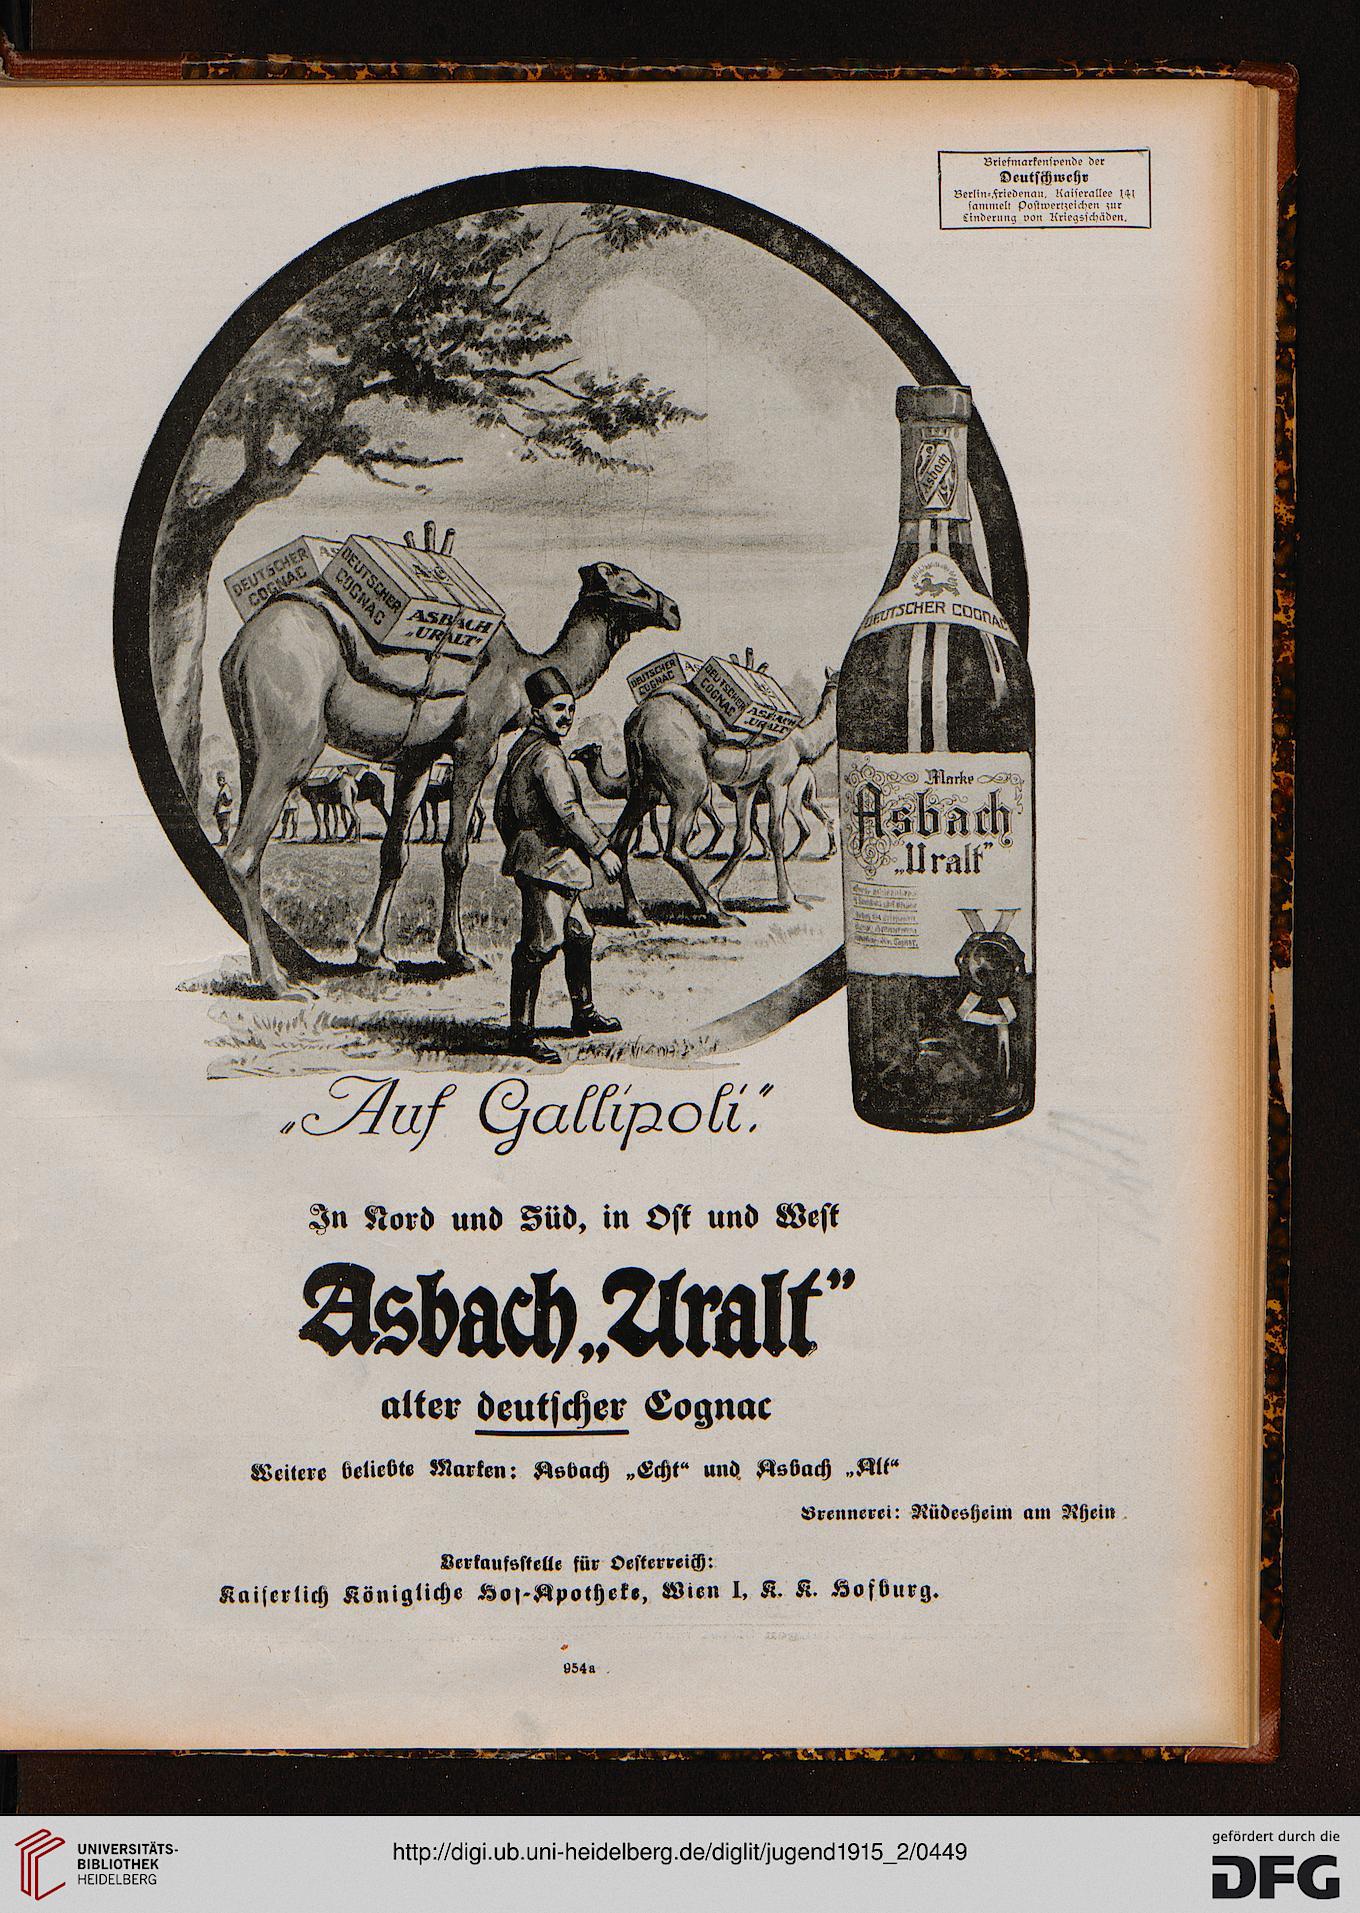 Briefmarkenspende der
Deutschwehr
Berlin-Friedenau, Kaiserallee 141
sammelt Postwertzeichen zur
Linderung von Kriegsschäden.
DEUTSCHER COGNAC
AS
DEUTSCHER COGNAC
ASBACH
„URALT"
DEUTSCHER COGNAC
AS
DEUTSCHER COGNAC
ASBACH
„URALT"
Asbach
DEUTSCHER COGNAC
Marke
Asbach
„Uralt"
„Auf Gallipoli."
In Nord und Süd, in Ost und West
Asbach „Uralt"
alter deutscher Cognac
Weitere beliebte Marken: Asbach „Echt“ und Asbach „Alt“
Brennerei: Rüdesheim am Rhein
Verkaufsstelle für Oesterreich:
Kaiserlich Königliche Hof-Apotheke, Wien I, K. K. Hofburg.
954a
UNIVERSITÄTS-
BIBLIOTHEK
HEIDELBERG
http://digi.ub.uni-heidelberg.de/diglit/jugend1915_2/0449
gefördert durch die
DFG